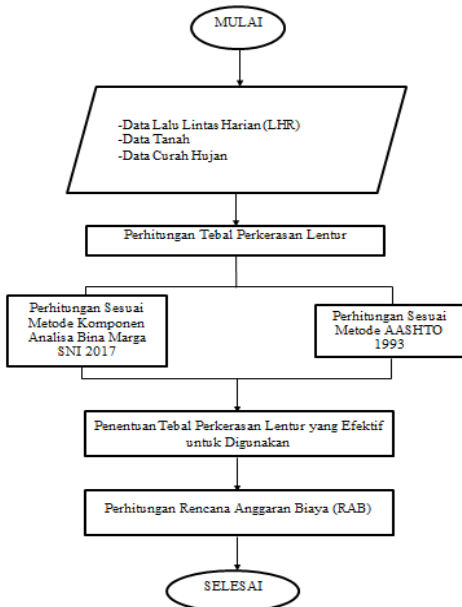 MULAI
-Data Lalu Lintas Harian (LHR)
-Data Tanah
-Data Curah Hujan
Perhitungan Tebal Perkerasan Lentur
Perhitungan Sesuai
Metode Komponen
Analisa Bina Marga
SNI 2017
Perhitungan Sesuai
Metode AASHTO
1993
Penentuan Tebal Perkerasan Lentur yang Efektif
untuk Digunakan
Perhitungan Rencana Anggaran Biaya (RAB)
SELESAI